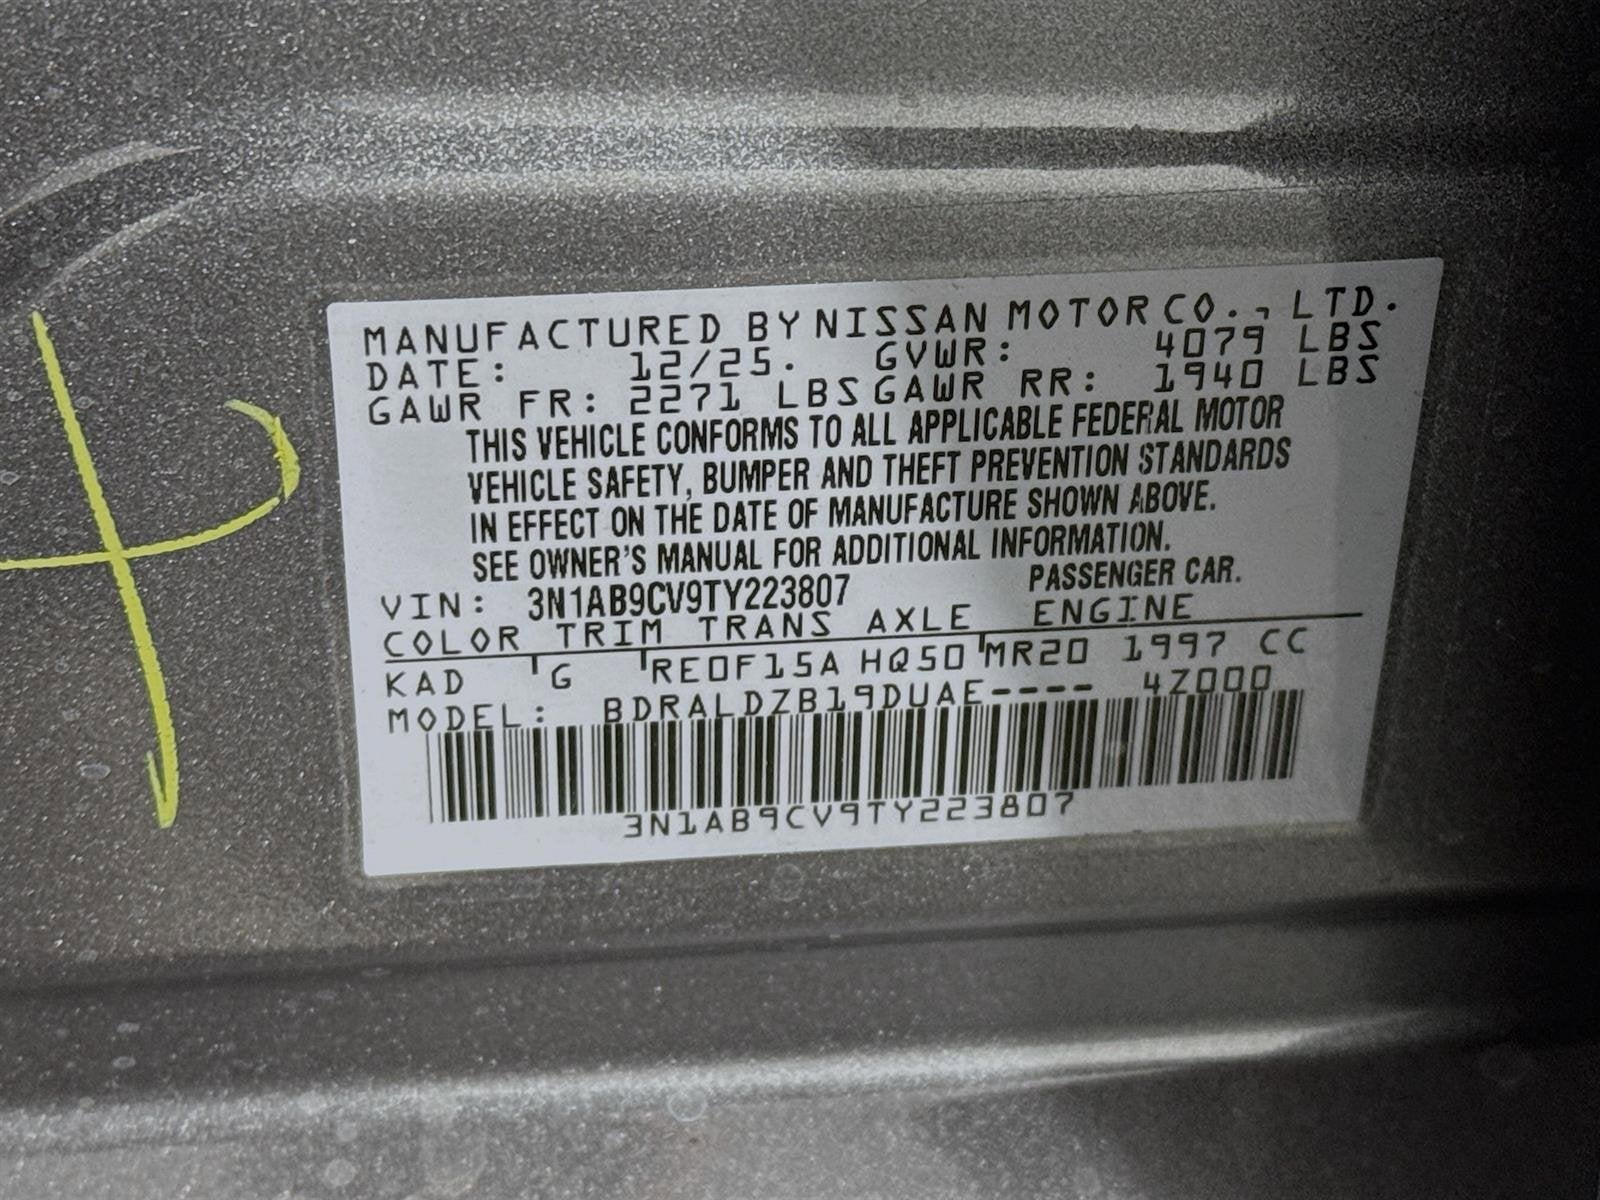 MANUFACTURED BY NISSAN MOTOR CO., LTD.
DATE: 12/25. GVWR: 4079 LBS
GAWR FR: 2271 LBS GAWR RR: 1940 LBS
THIS VEHICLE CONFORMS TO ALL APPLICABLE FEDERAL MOTOR
VEHICLE SAFETY, BUMPER AND THEFT PREVENTION STANDARDS
IN EFFECT ON THE DATE OF MANUFACTURE SHOWN ABOVE.
SEE OWNER'S MANUAL FOR ADDITIONAL INFORMATION.
VIN: 3N1AB9CV9TY223807 PASSENGER CAR.
COLOR TRIM TRANS AXLE ENGINE
KAD G RE0F15A HQ50 MR20 1997 CC
MODEL: BDRALDZB19DUAE---- 4Z000
3N1AB9CV9TY223807